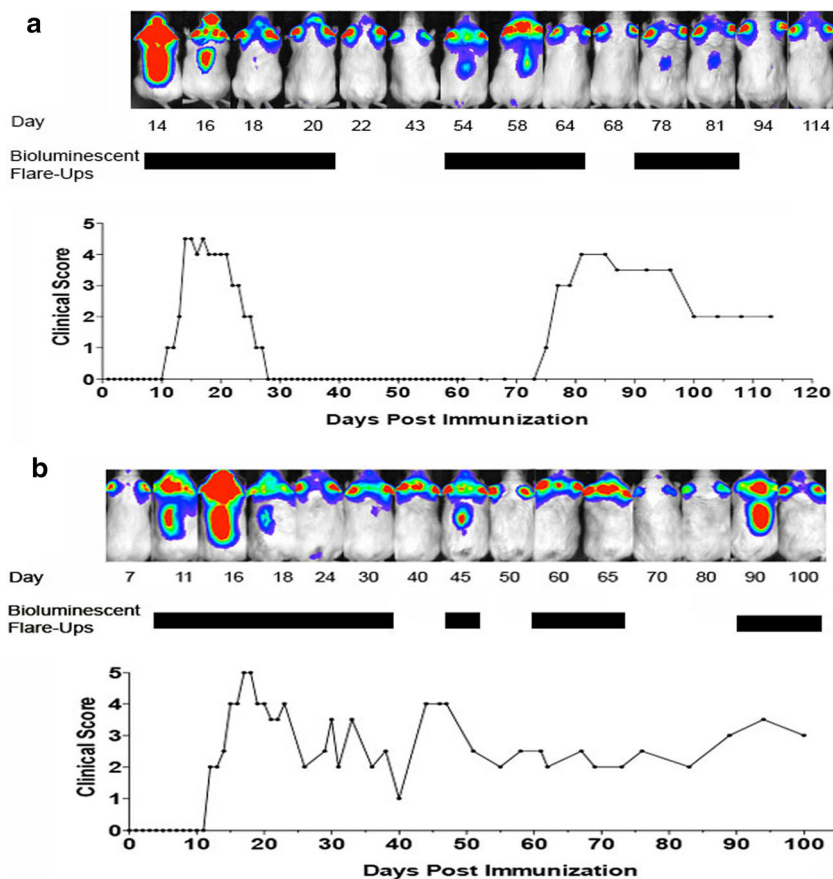 a
Day 14 16 18 20 22 43 54 58 64 68 78 81 94 114
Bioluminescent
Flare-Ups
5
4
3
2
1
0
Clinical Score
0 10 20 30 40 50 60 70 80 90 100 110 120
Days Post Immunization
b
Day 7 11 16 18 24 30 40 45 50 60 65 70 80 90 100
Bioluminescent
Flare-Ups
5
4
3
2
1
0
Clinical Score
0 10 20 30 40 50 60 70 80 90 100
Days Post Immunization